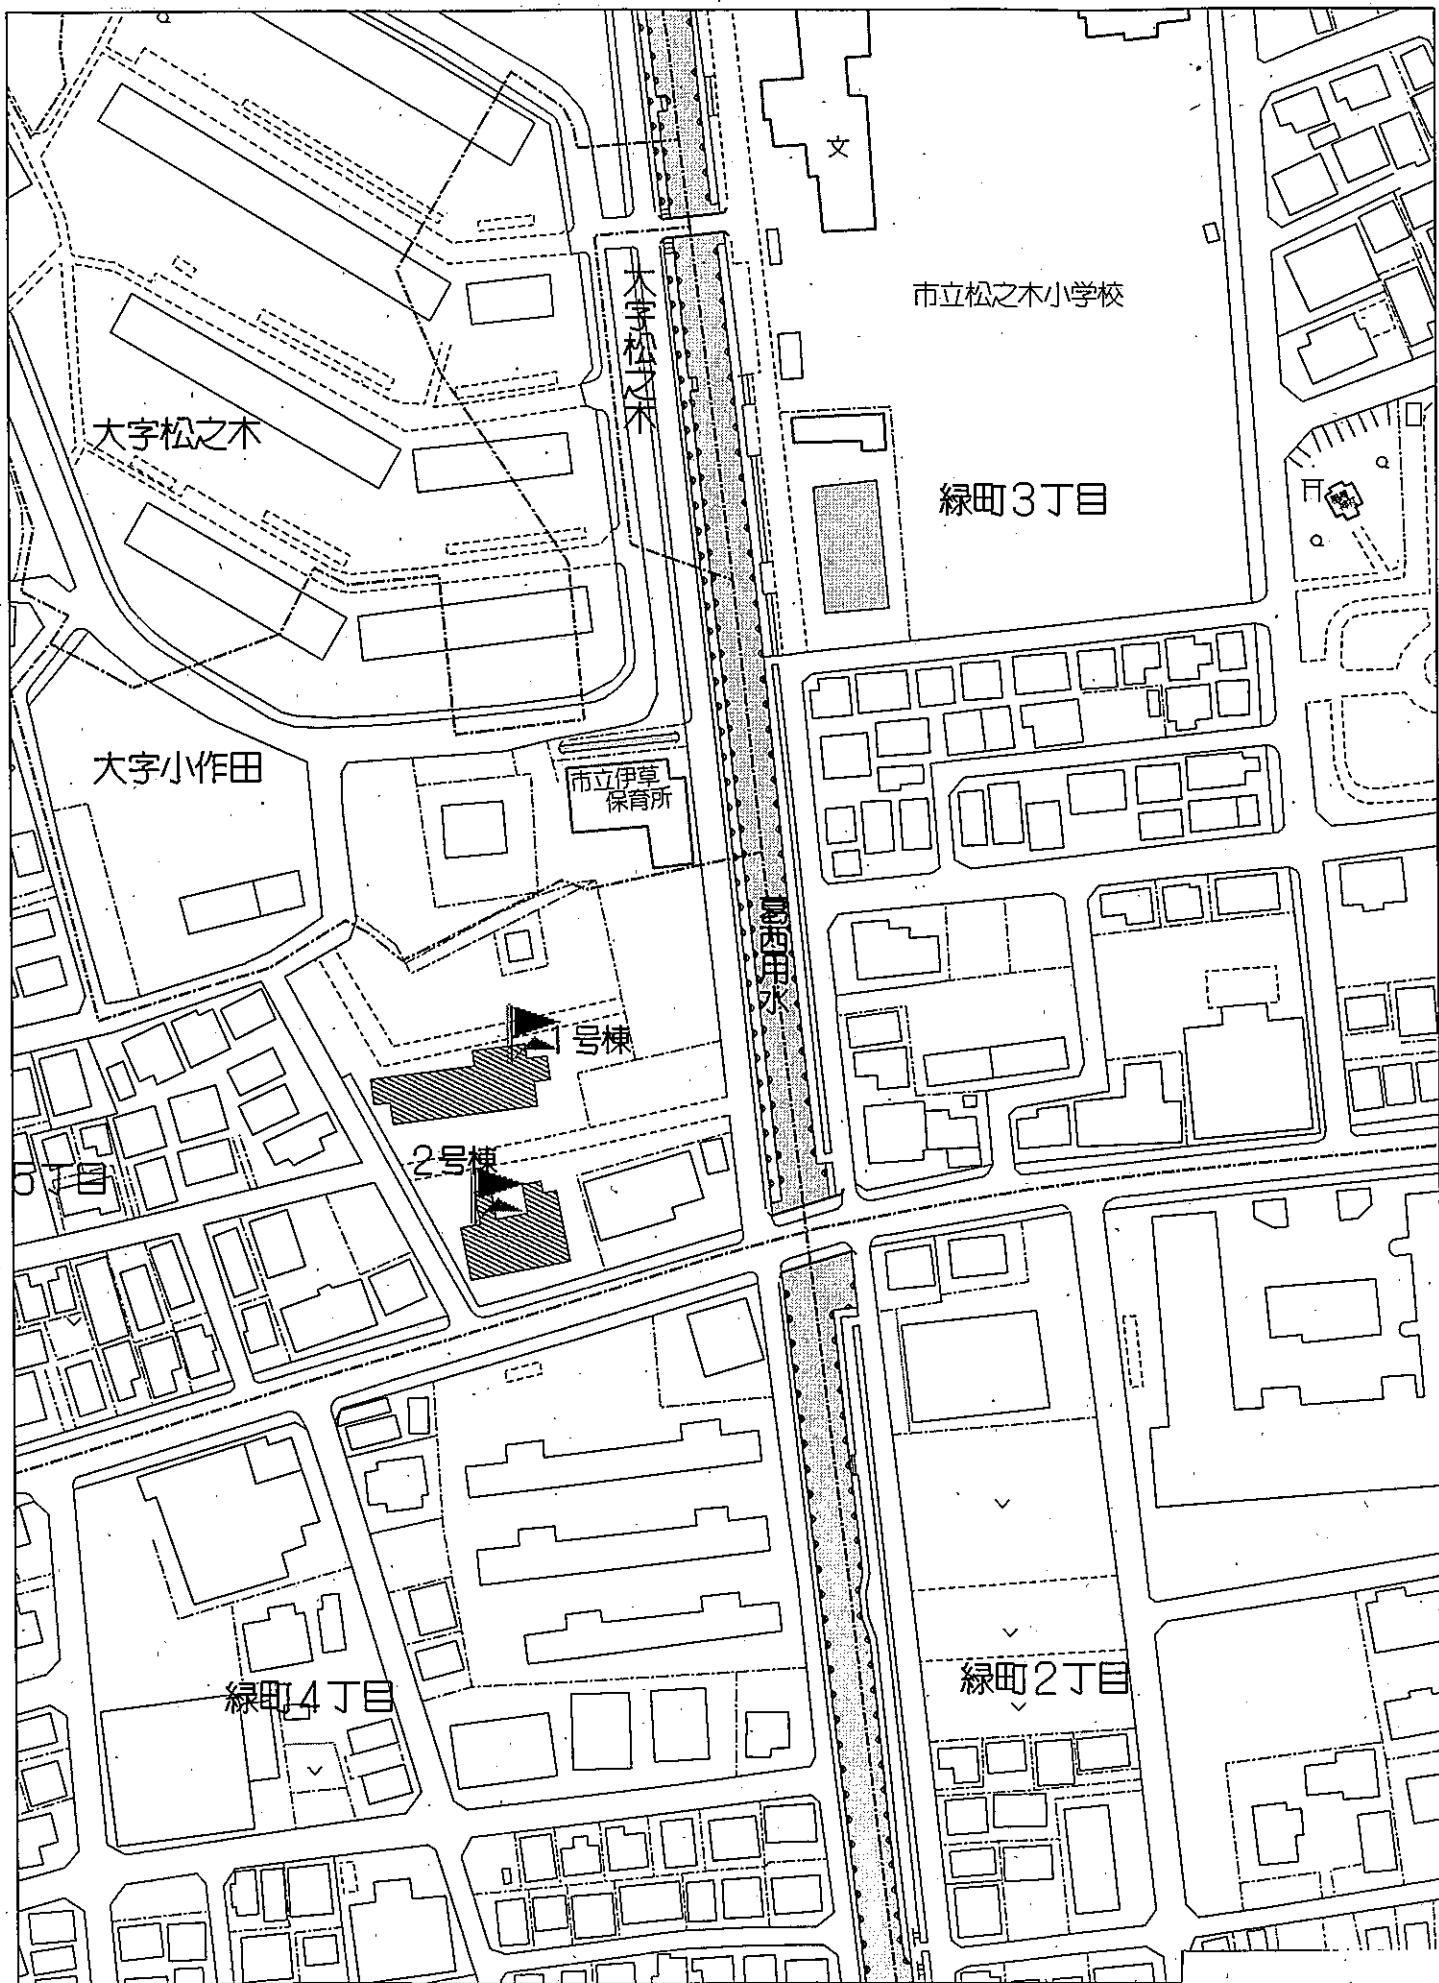 文
市立松之木小学校
大字松之木
大字松之木
緑町3丁目
大字小作田
市立伊草
保育所
葛西用水
1号棟
2号棟
5丁目
緑町4丁目
緑町2丁目